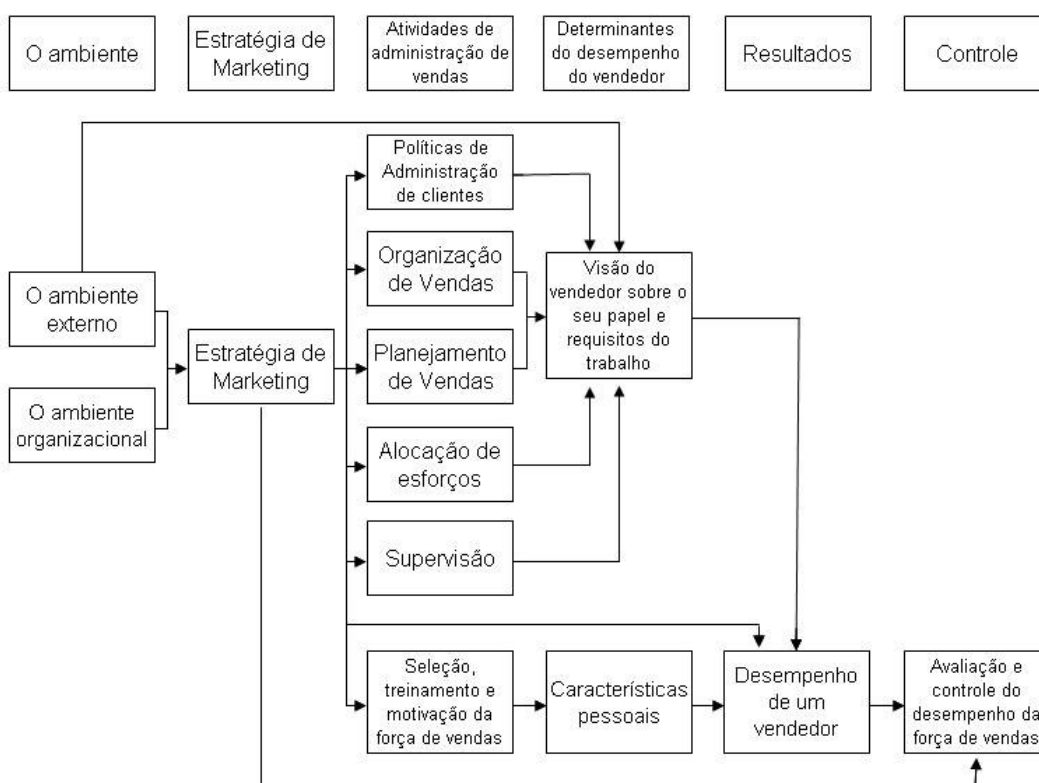 O ambiente
Estratégia de
Marketing
Atividades de
administração de
vendas
Determinantes
do desempenho
do vendedor
Resultados
Controle
Políticas de
Administração
de clientes
Organização
de Vendas
Visão do
vendedor sobre o
seu papel e
requisitos do
trabalho
O ambiente
externo
Estratégia de
Marketing
Planejamento
de Vendas
O ambiente
organizacional
Alocação de
esforços
Supervisão
Seleção,
treinamento e
motivação da
força de vendas
Características
pessoais
Desempenho
de um
vendedor
Avaliação e
controle do
desempenho da
força de vendas